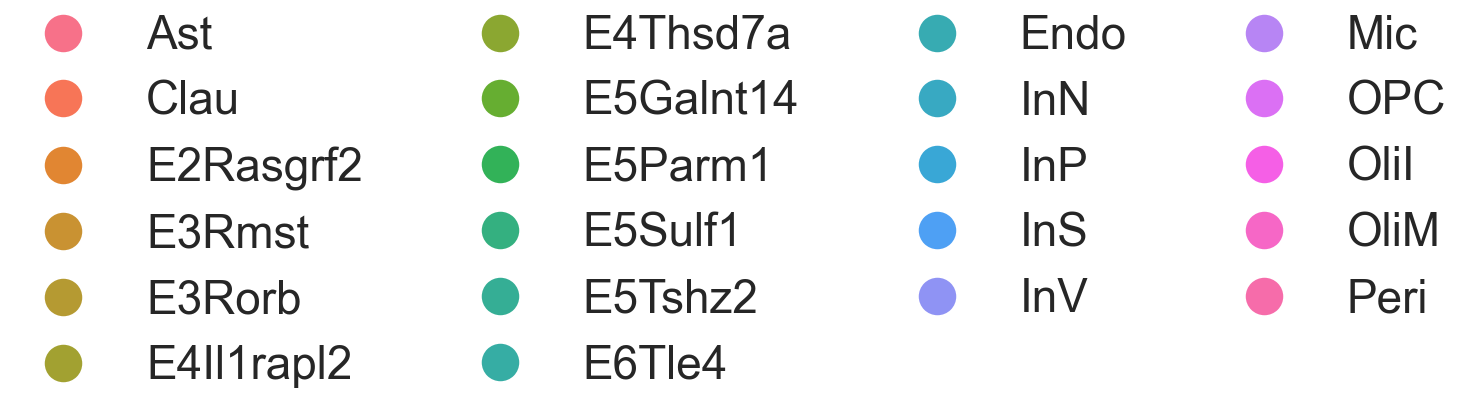 Ast
Clau
E2Rasgrf2
E3Rmst
E3Rorb
E4Il1rapl2
E4Thsd7a
E5Galnt14
E5Parm1
E5Sulf1
E5Tshz2
E6Tle4
Endo
InN
InP
InS
InV
Mic
OPC
OliI
OliM
Peri